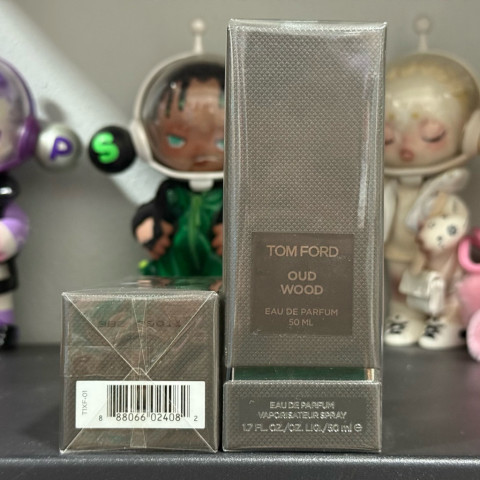 P S
TOM FORD
OUD
WOOD
EAU DE PARFUM
50 ML
EAU DE PARFUM
VAPORISATEUR SPRAY
1.7 FL. OZ./OZ. LIQ./50 ml ℮
T1XF-01
8 88066 02408 2